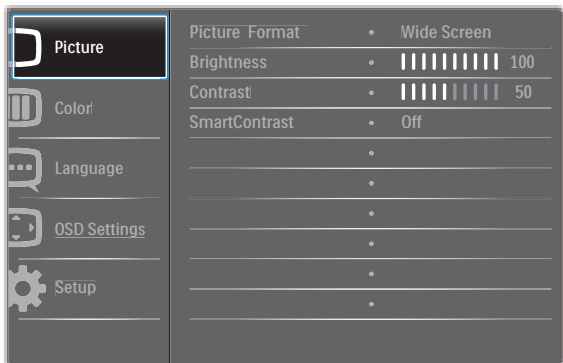 Picture
Color
Language
OSD Settings
Setup
Picture Format • Wide Screen
Brightness • 100
Contrast • 50
SmartContrast • Off